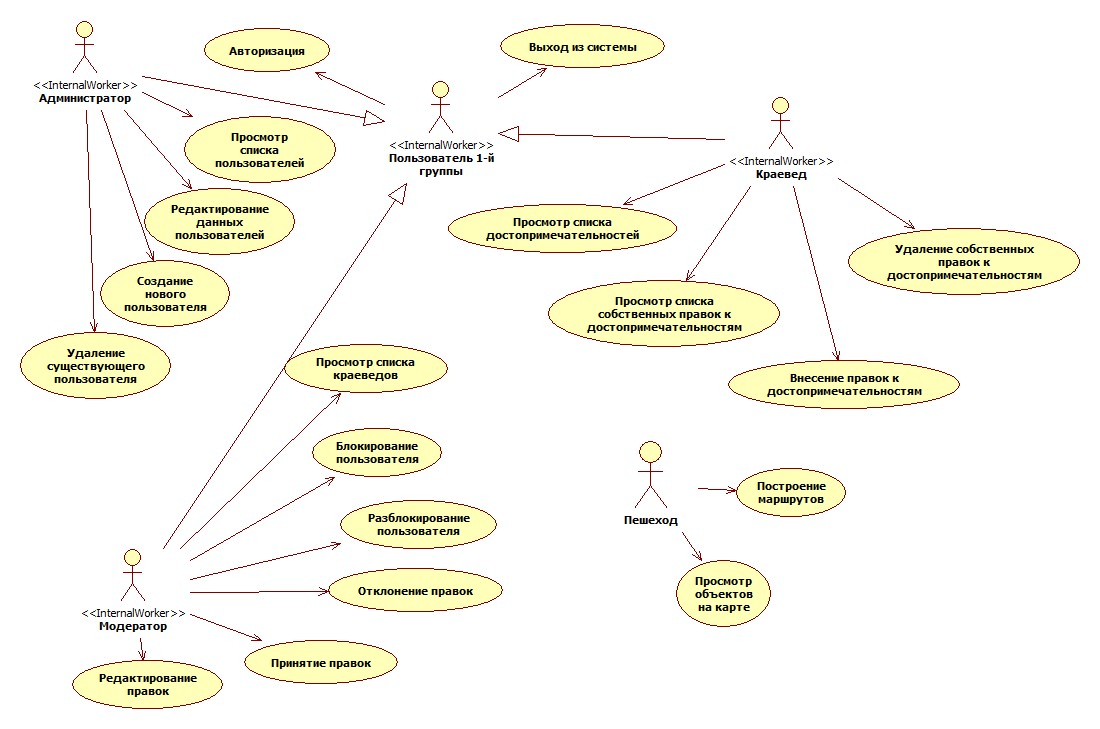 Авторизация
Выход из системы
<<InternalWorker>>
Администратор
<<InternalWorker>>
Пользователь 1-й
группы
<<InternalWorker>>
Краевед
Просмотр
списка
пользователей
Редактирование
данных
пользователей
Создание
нового
пользователя
Удаление
существующего
пользователя
Просмотр списка
достопримечательностей
Удаление собственных
правок к
достопримечательностям
Просмотр списка
собственных правок к
достопримечательностям
Внесение правок к
достопримечательностям
Просмотр списка
краеведов
Блокирование
пользователя
Разблокирование
пользователя
Отклонение правок
Принятие правок
<<InternalWorker>>
Модератор
Редактирование
правок
Пешеход
Построение
маршрутов
Просмотр
объектов
на карте